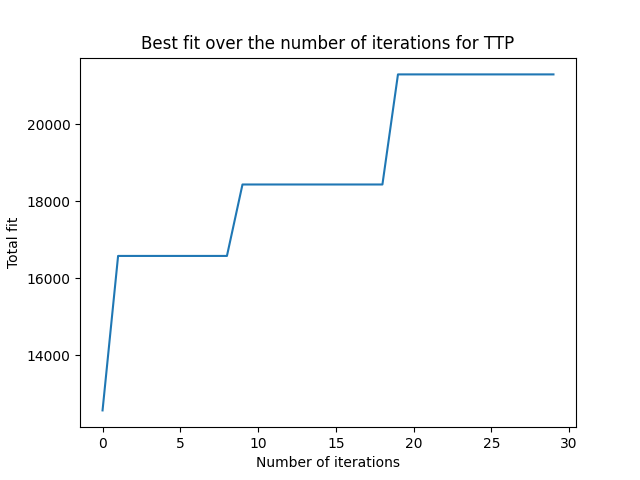 Best fit over the number of iterations for TTP
20000
18000
16000
14000
Total fit
0 5 10 15 20 25 30
Number of iterations